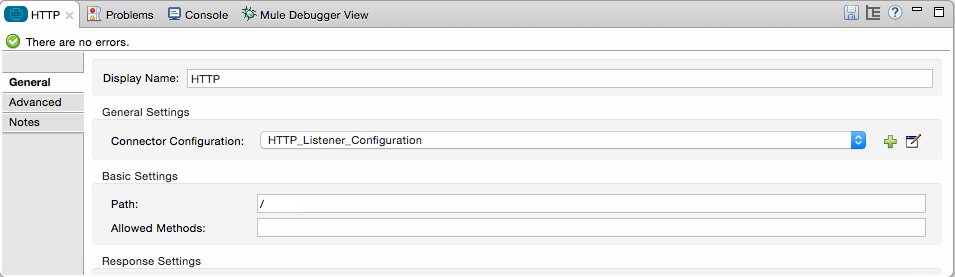 HTTP Problems Console Mule Debugger View
There are no errors.
General
Advanced
Notes
Display Name: HTTP
General Settings
Connector Configuration: HTTP_Listener_Configuration
Basic Settings
Path: /
Allowed Methods:
Response Settings